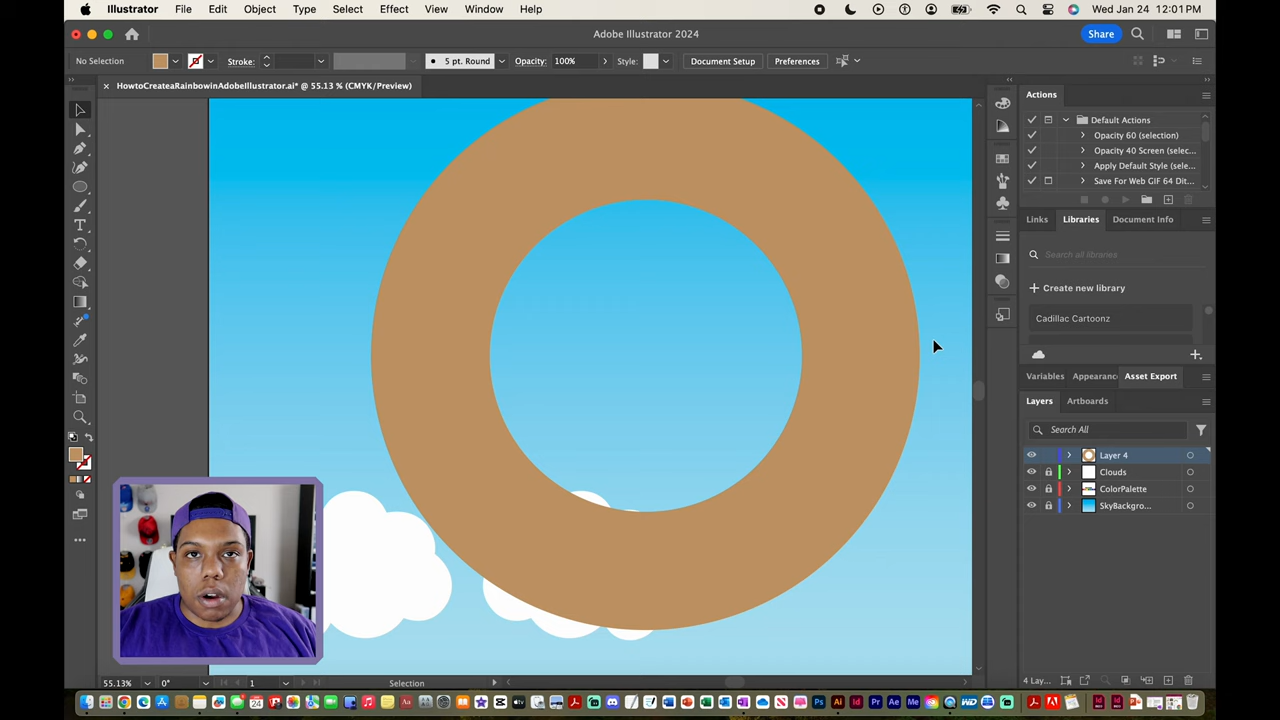 Illustrator File Edit Object Type Select Effect View Window Help Wed Jan 24 12:01PM
Adobe Illustrator 2024
Share
No Selection Stroke: 5 pt. Round Opacity: 100% Style: Document Setup Preferences
HowtoCreateaRainbowinAdobeIllustrator.ai* @ 55.13 % (CMYK/Preview)
Actions
Default Actions
Opacity 60 (selection)
Opacity 40 Screen (selec...
Apply Default Style (sele...
Save For Web GIF 64 Dit...
Links Libraries Document Info
Search all libraries
Create new library
Cadillac Cartoonz
Variables Appearanc Asset Export
Layers Artboards
Search All
Layer 4
Clouds
ColorPalette
SkyBackgro...
55.13% 0° 1 Selection
4 Lay...